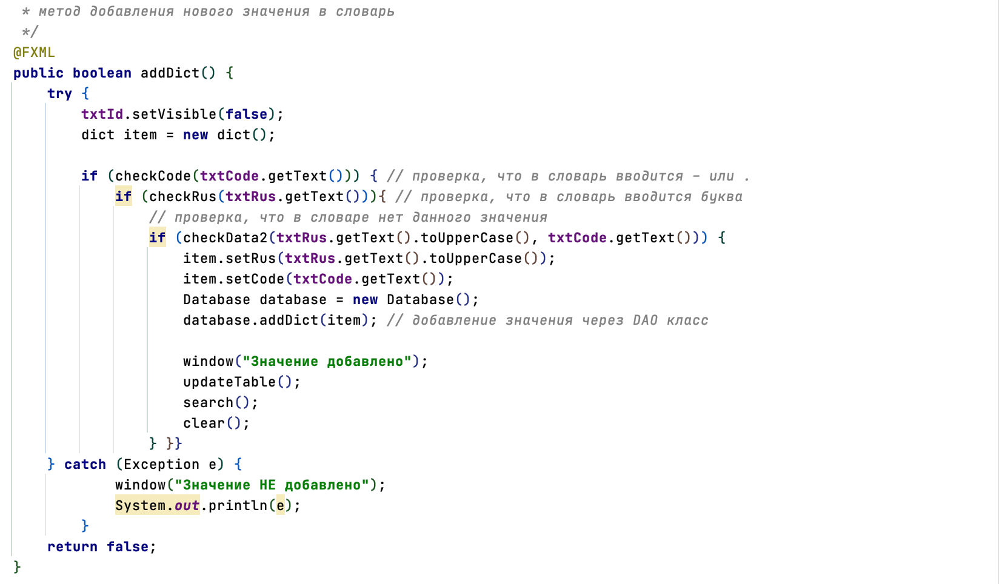 * метод добавления нового значения в словарь
*/
@FXML
public boolean addDict() {
try {
txtId.setVisible(false);
dict item = new dict();
if (checkCode(txtCode.getText())) { // проверка, что в словарь вводится - или .
if (checkRus(txtRus.getText())){ // проверка, что в словарь вводится буква
// проверка, что в словаре нет данного значения
if (checkData2(txtRus.getText().toUpperCase(), txtCode.getText())) {
item.setRus(txtRus.getText().toUpperCase());
item.setCode(txtCode.getText());
Database database = new Database();
database.addDict(item); // добавление значения через DAO класс
window("Значение добавлено");
updateTable();
search();
clear();
} }}
} catch (Exception e) {
window("Значение НЕ добавлено");
System.out.println(e);
}
return false;
}